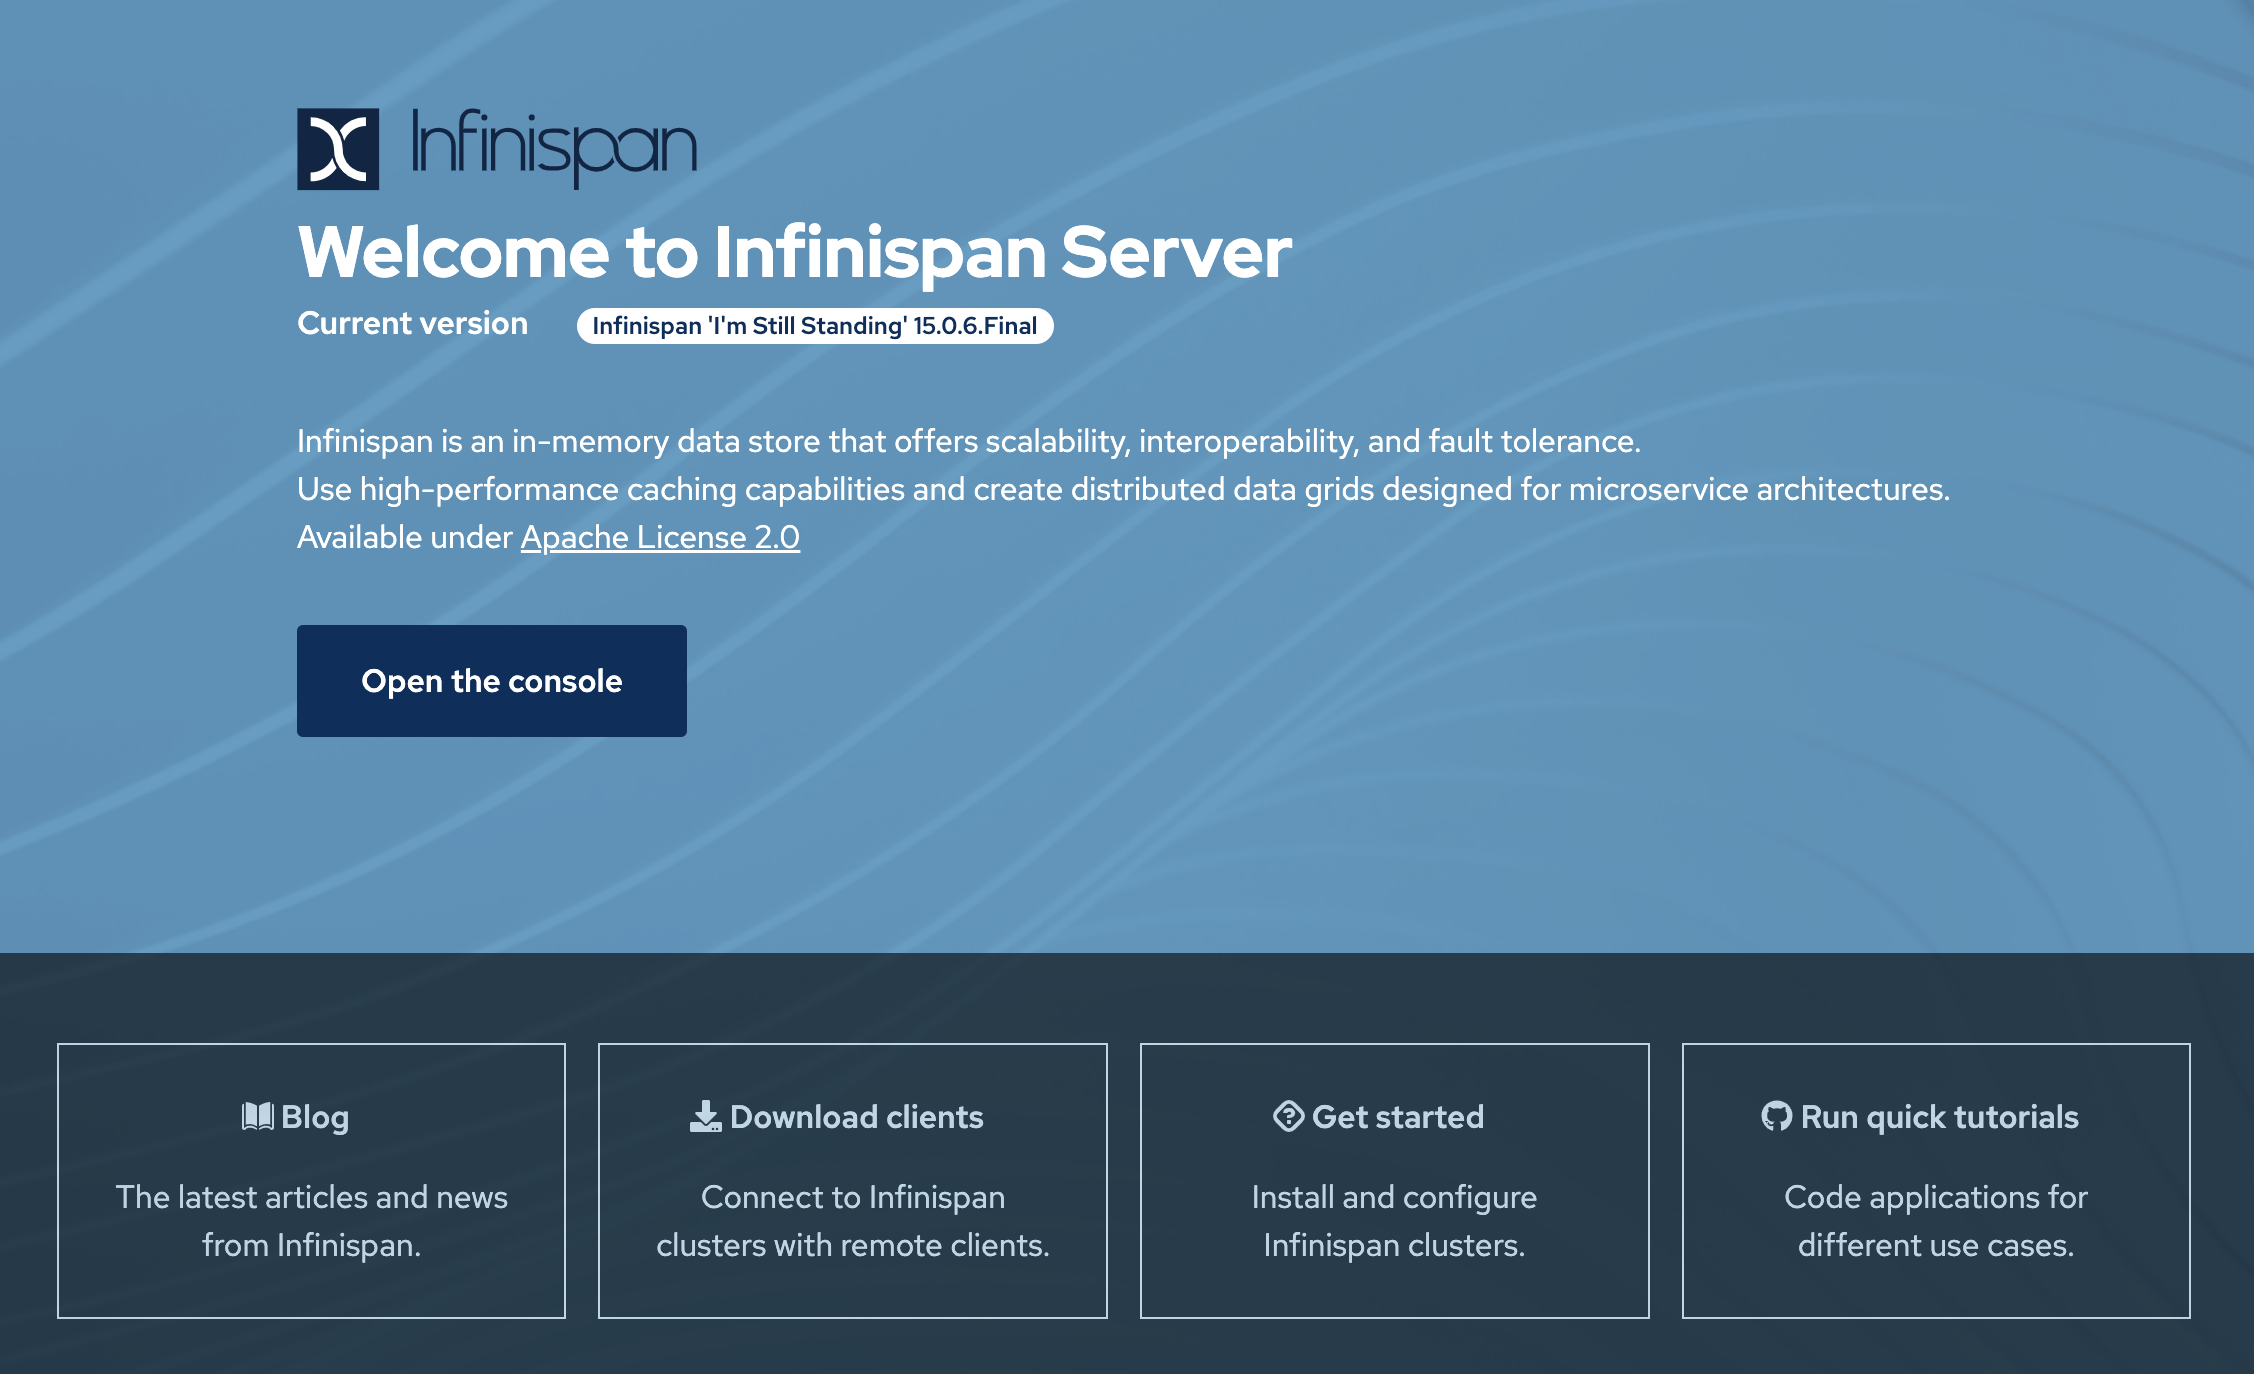 Infinispan
Welcome to Infinispan Server
Current version
Infinispan 'I'm Still Standing' 15.0.6.Final
Infinispan is an in-memory data store that offers scalability, interoperability, and fault tolerance.
Use high-performance caching capabilities and create distributed data grids designed for microservice architectures.
Available under Apache License 2.0
Open the console
Blog
The latest articles and news
from Infinispan.
Download clients
Connect to Infinispan
clusters with remote clients.
Get started
Install and configure
Infinispan clusters.
Run quick tutorials
Code applications for
different use cases.